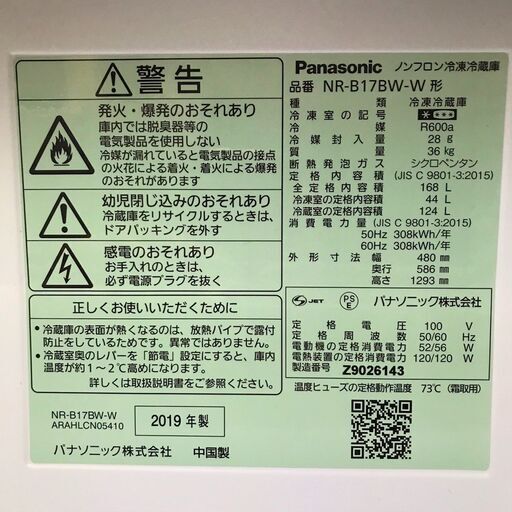 警告
発火・爆発のおそれあり
庫内では脱臭器等の
電気製品を使用しない
冷媒が漏れていると電気製品の接点
の火花による着火・着火による爆発
のおそれあり
幼児閉じ込みのおそれあり
冷蔵庫をリサイクルするときは、
ドアパッキングを外す
感電のおそれあり
お手入れのときは、
必ず電源プラグを抜く
正しくお使いいただくために
・冷蔵庫の表面が熱くなるのは、放熱パイプで露付
防止をしているためです。異常ではありません。
・冷蔵室奥のレバーを「節電」設定にすると、庫内
温度が約1~2℃高めになります。
詳しくは取扱説明書をご覧ください。
NR-B17BW-W
ARAHLCN05410
2019年製
パナソニック株式会社 中国製
Panasonic ノンフロン冷凍冷蔵庫
品番 NR-B17BW-W形
種類 冷凍冷蔵庫
冷凍室の記号
冷媒 R600a
冷媒封入量 28 g
質量 36 kg
断熱発泡ガス シクロペンタン
定格内容積 (JIS C 9801-3:2015)
全定格内容積 168 L
冷凍室の定格内容積 44 L
冷蔵室の定格内容積 124 L
消費電力量 (JIS C 9801-3:2015)
50Hz 308kWh/年
60Hz 308kWh/年
外形寸法 幅 480 mm
奥行 586 mm
高さ 1293 mm
S JET PS E パナソニック株式会社
定格電圧 100 V
定格周波数 50/60 Hz
電動機の定格消費電力 52/56 W
電熱装置の定格消費電力 120/120 W
製造番号 Z9026143
温度ヒューズの定格動作温度 73℃ (霜取用)